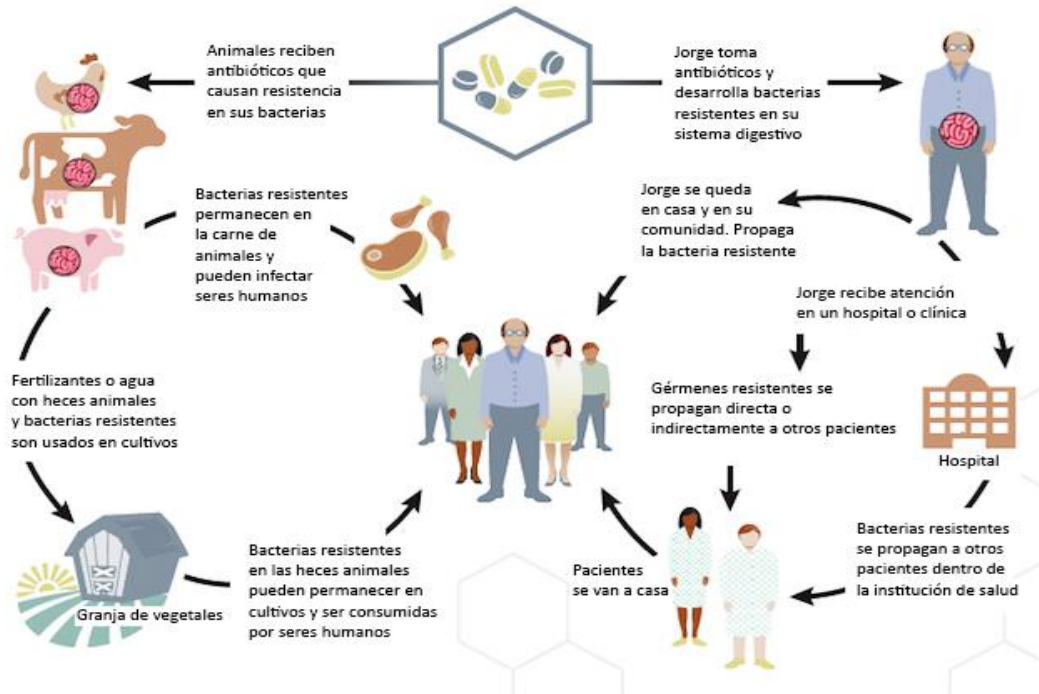 Animales reciben
antibióticos que
causan resistencia
en sus bacterias
Jorge toma
antibióticos y
desarrolla bacterias
resistentes en su
sistema digestivo
Bacterias resistentes
permanecen en
la carne de
animales y
pueden infectar
seres humanos
Jorge se queda
en casa y en su
comunidad. Propaga
la bacteria resistente
Jorge recibe atención
en un hospital o clínica
Fertilizantes o agua
con heces animales
y bacterias resistentes
son usados en cultivos
Gérmenes resistentes se
propagan directa o
indirectamente a otros pacientes
Hospital
Granja de vegetales
Bacterias resistentes
en las heces animales
pueden permanecer en
cultivos y ser consumidas
por seres humanos
Pacientes
se van a casa
Bacterias resistentes
se propagan a otros
pacientes dentro de
la institución de salud